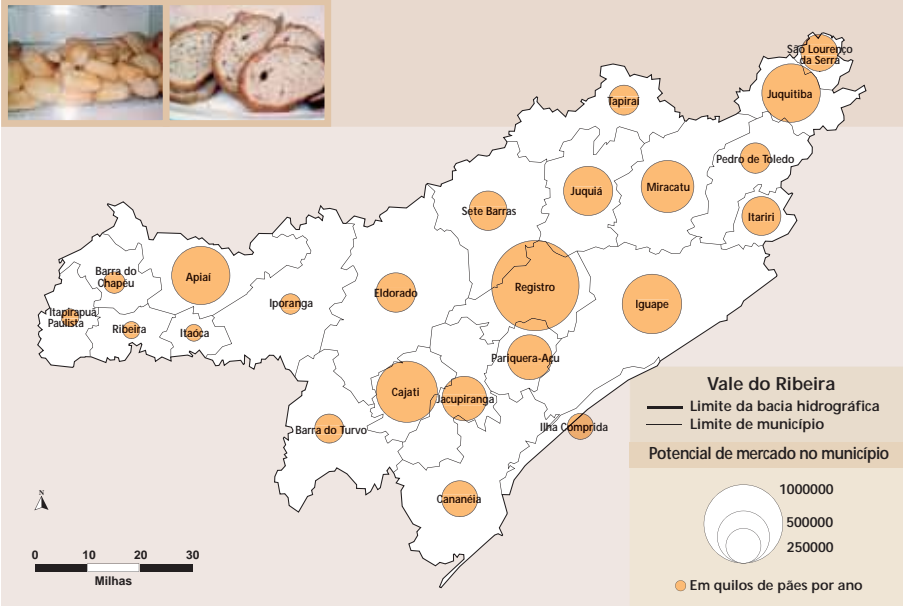 São Lourenço
da Serra
Juquitiba
Tapiraí
Pedro de Toledo
Juquiá
Miracatu
Sete Barras
Itariri
Barra do
Chapéu
Apiaí
Registro
Eldorado
Iporanga
Iguape
Itapirapuã
Paulista
Ribeira
Itaóca
Pariquera-Açu
Cajati
Jacupiranga
Barra do Turvo
Ilha Comprida
Cananéia
Vale do Ribeira
Limite da bacia hidrográfica
Limite de município
Potencial de mercado no município
1000000
500000
250000
Em quilos de pães por ano
N
0 10 20 30
Milhas